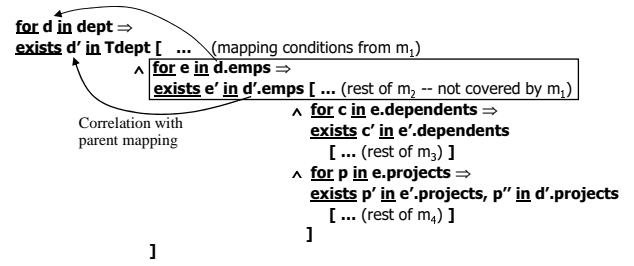 for d in dept ⇒
exists d′ in Tdept [ ... (mapping conditions from m₁)
∧ for e in d.emps ⇒
exists e′ in d′.emps [ ... (rest of m₂ -- not covered by m₁)
∧ for c in e.dependents ⇒
exists c′ in e′.dependents
[ ... (rest of m₃) ]
∧ for p in e.projects ⇒
exists p′ in e′.projects, p′′ in d′.projects
[ ... (rest of m₄) ]
]
]
Correlation with
parent mapping